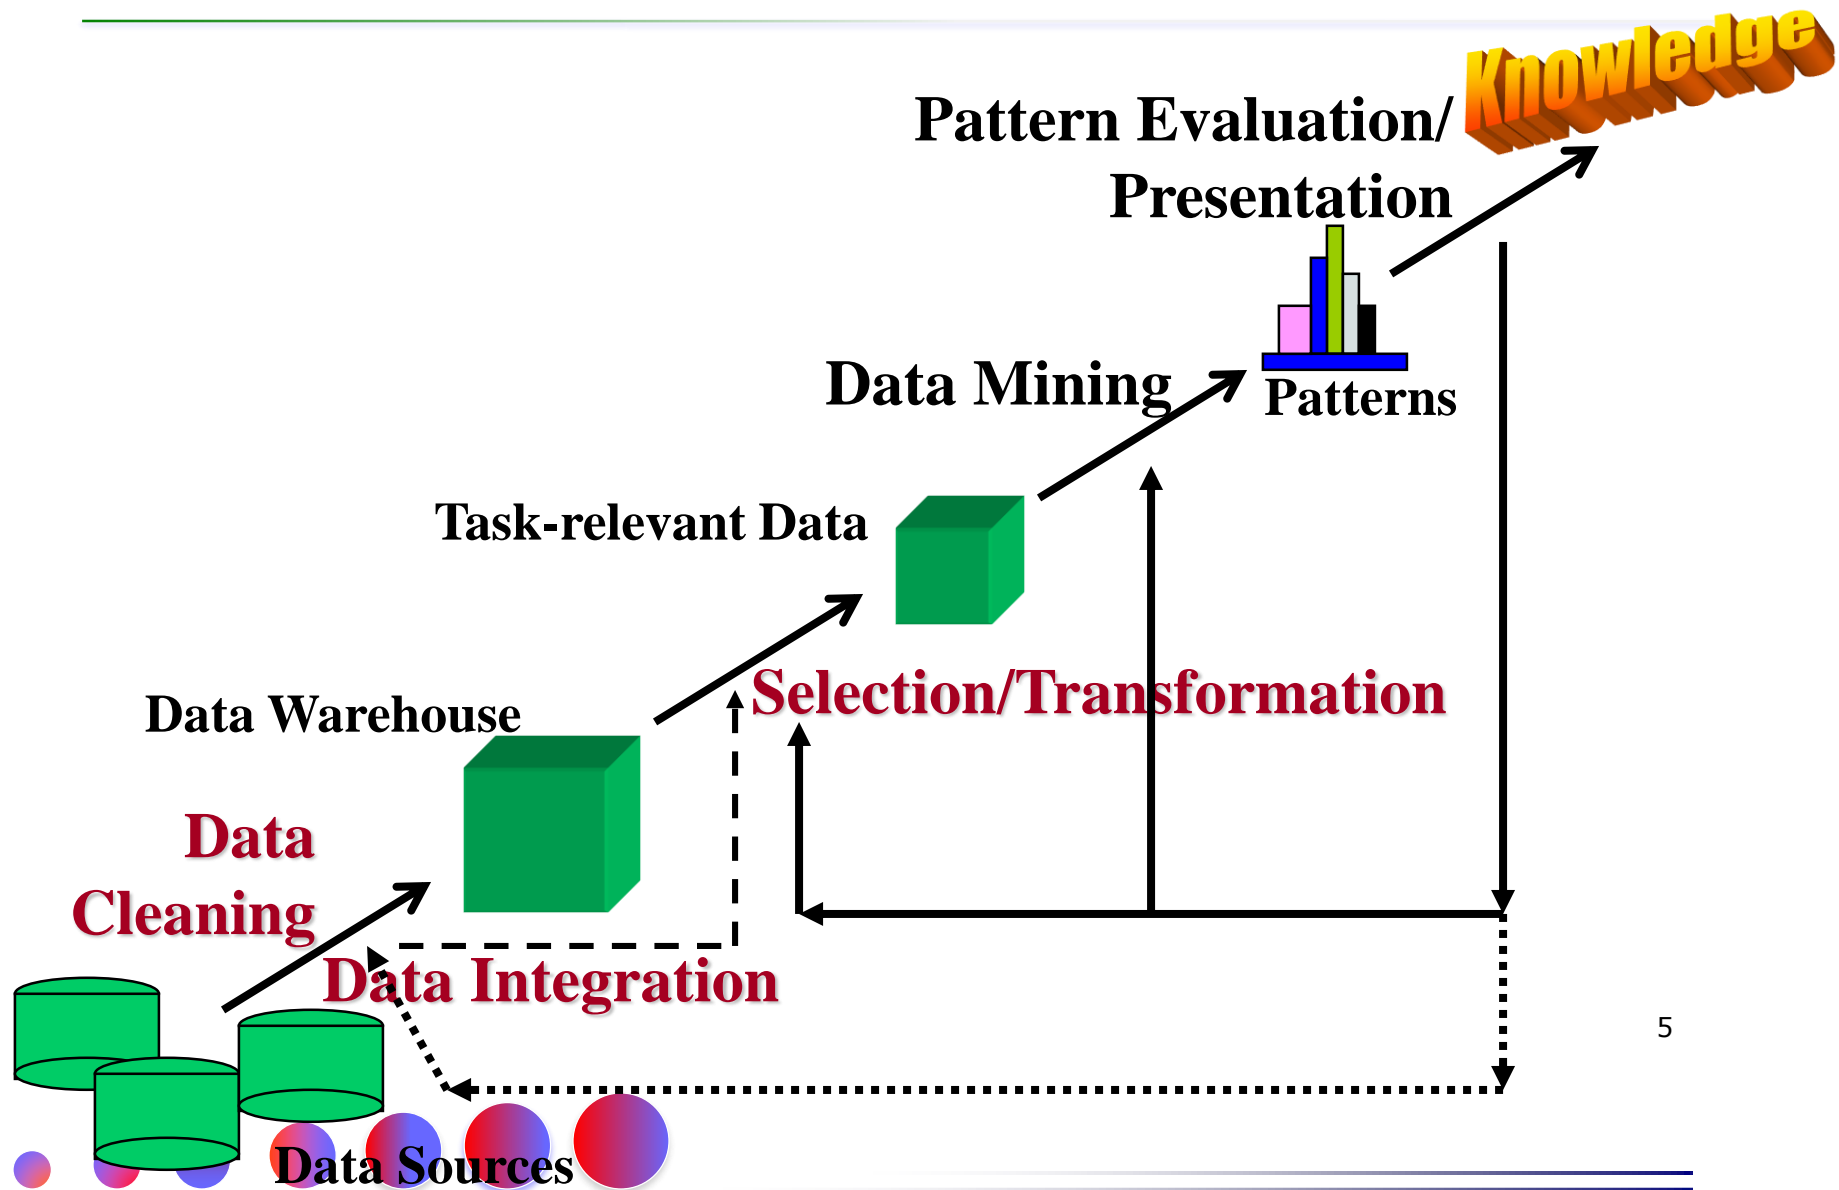 Knowledge
Pattern Evaluation/
Presentation
Data Mining
Patterns
Task-relevant Data
Selection/Transformation
Data Warehouse
Data
Cleaning
Data Integration
5
Data Sources